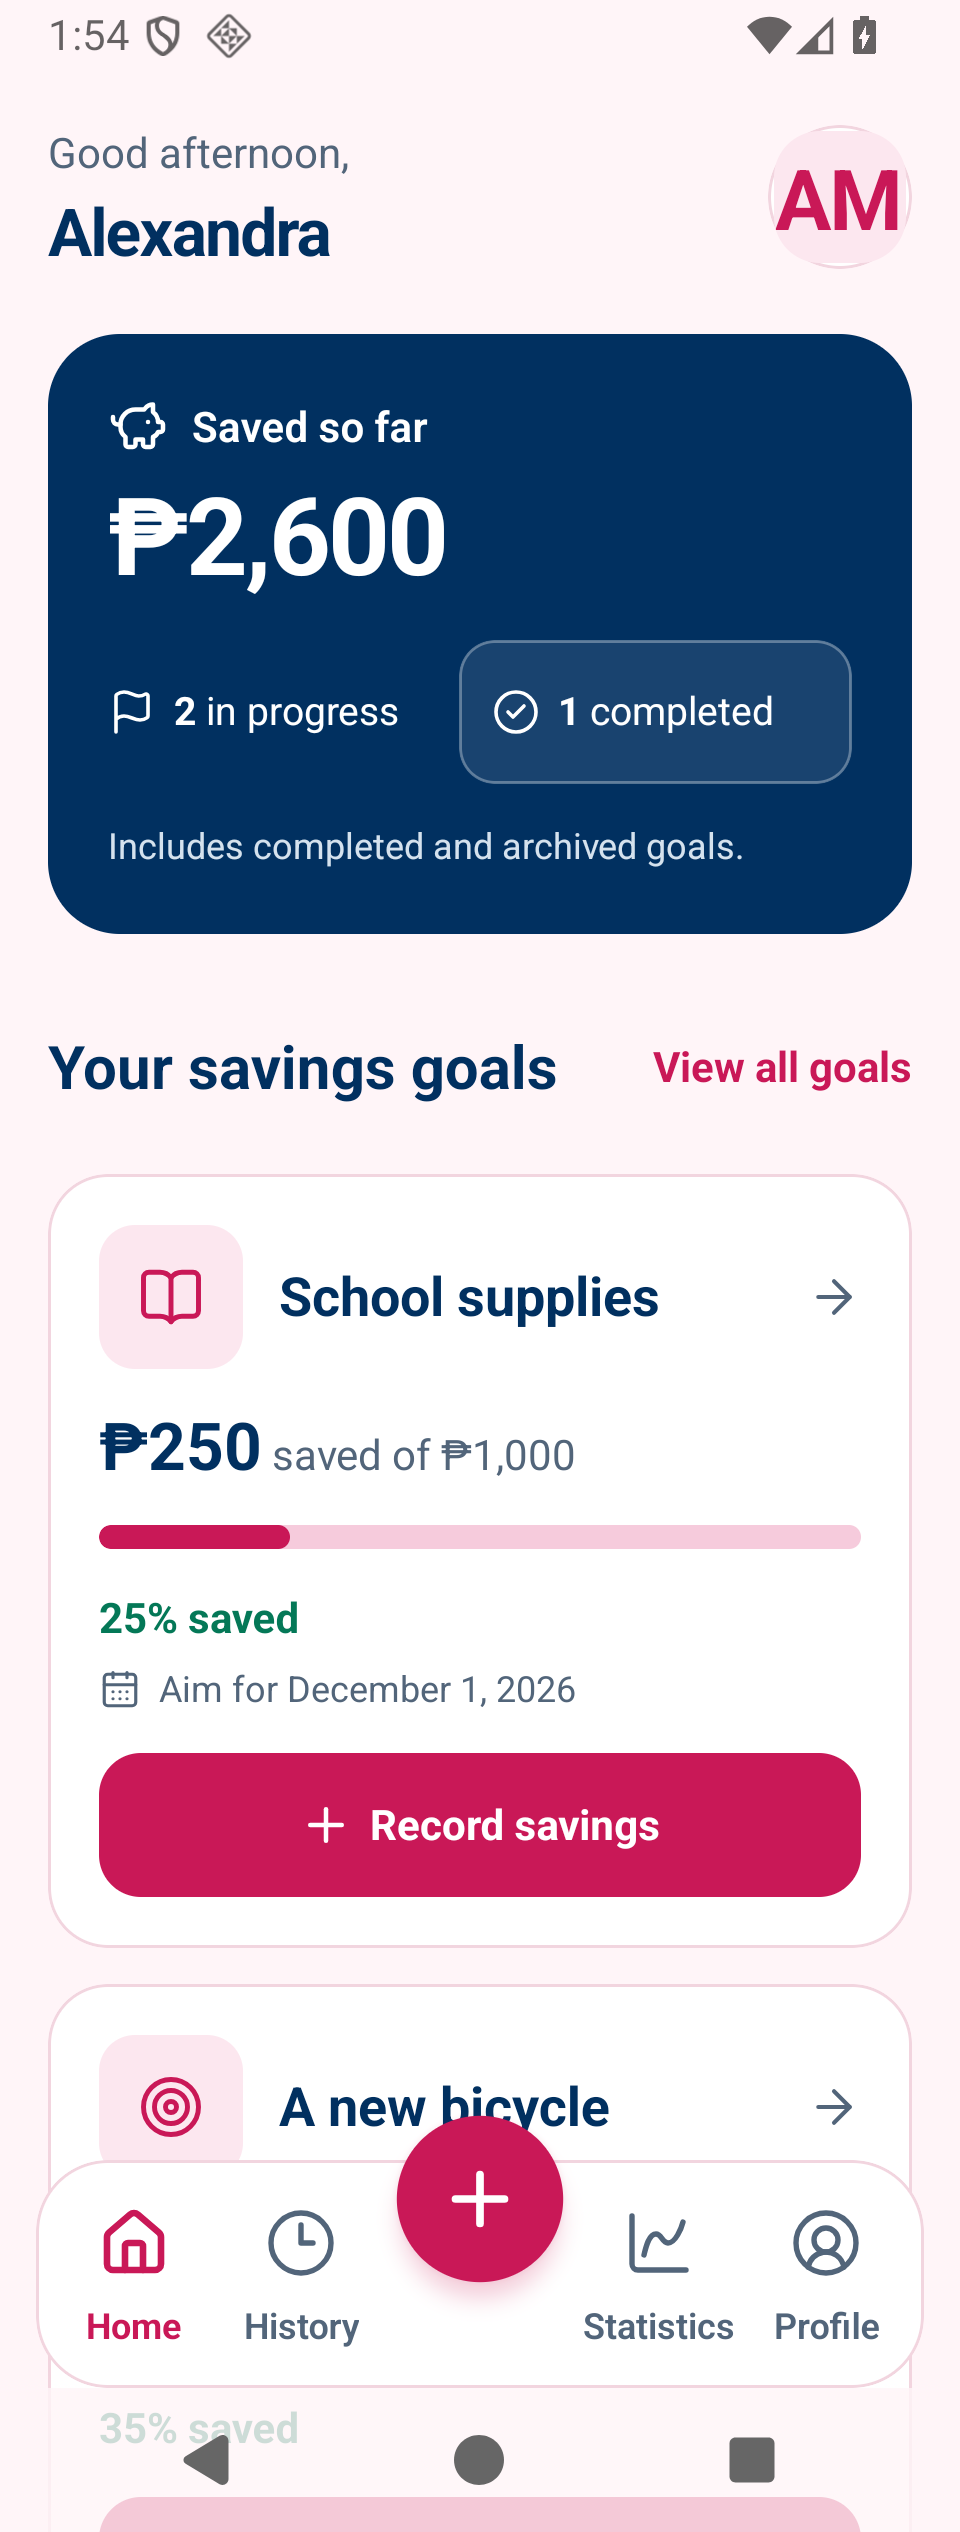 1:54
Good afternoon,
Alexandra
AM
Saved so far
₱2,600
2 in progress
1 completed
Includes completed and archived goals.
Your savings goals
View all goals
School supplies
₱250 saved of ₱1,000
25% saved
Aim for December 1, 2026
Record savings
A new bicycle
Home
History
Statistics
Profile
35% saved